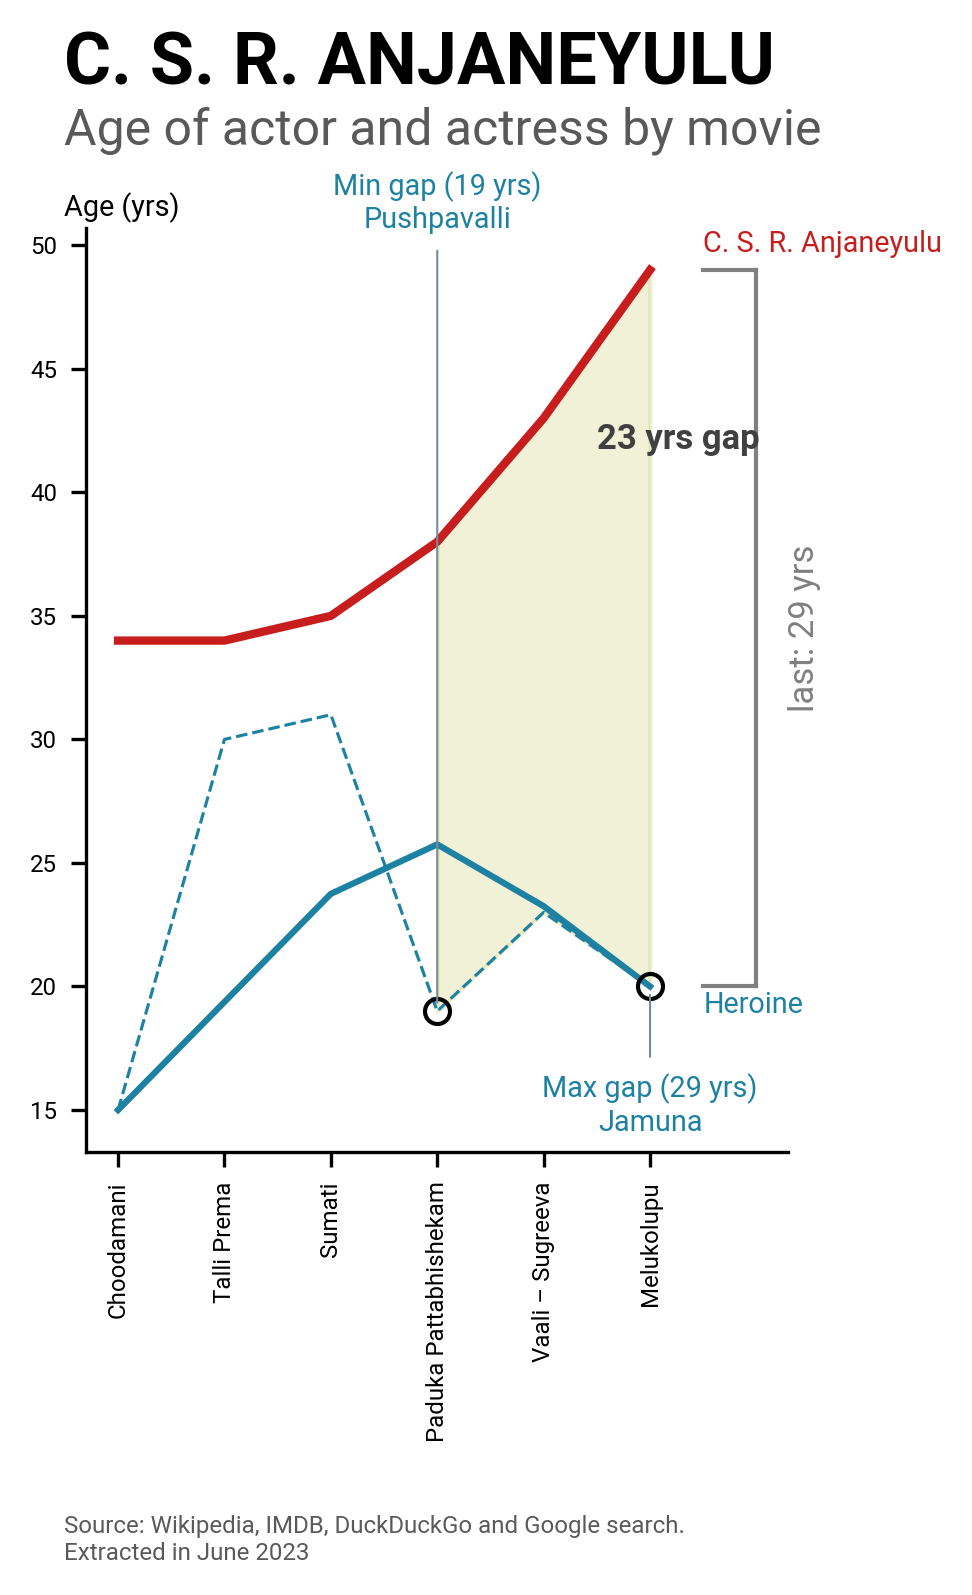 C. S. R. ANJANEYULU
Age of actor and actress by movie
Min gap (19 yrs)
Pushpavalli
Age (yrs)
C. S. R. Anjaneyulu
50
45
40
35
30
25
20
15
23 yrs gap
last: 29 yrs
Heroine
Max gap (29 yrs)
Jamuna
Choodamani
Talli Prema
Sumati
Paduka Pattabhishekam
Vaali – Sugreeva
Melukolupu
Source: Wikipedia, IMDB, DuckDuckGo and Google search.
Extracted in June 2023